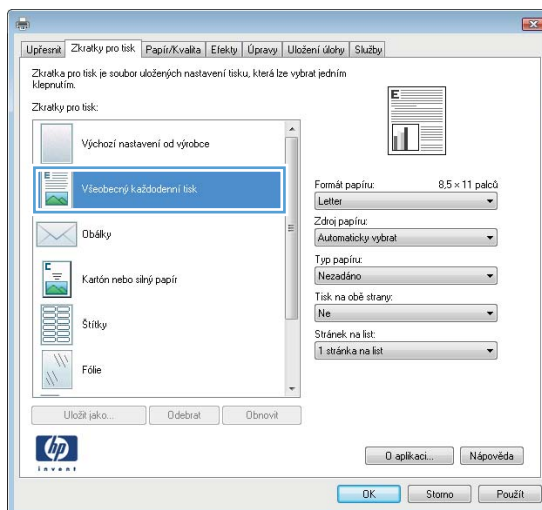 Upřesnit Zkratky pro tisk Papír/Kvalita Efekty Úpravy Uložení úlohy Služby
Zkratka pro tisk je soubor uložených nastavení tisku, která lze vybrat jedním
klepnutím.
Zkratky pro tisk:
Výchozí nastavení od výrobce
Všeobecný každodenní tisk
Obálky
Kartón nebo silný papír
Štítky
Fólie
Uložit jako... Odebrat Obnovit
E
Formát papíru: 8,5 × 11 palců
Letter
Zdroj papíru:
Automaticky vybrat
Typ papíru:
Nezadáno
Tisk na obě strany:
Ne
Stránek na list:
1 stránka na list
hp
invent
O aplikaci... Nápověda
OK Storno Použít